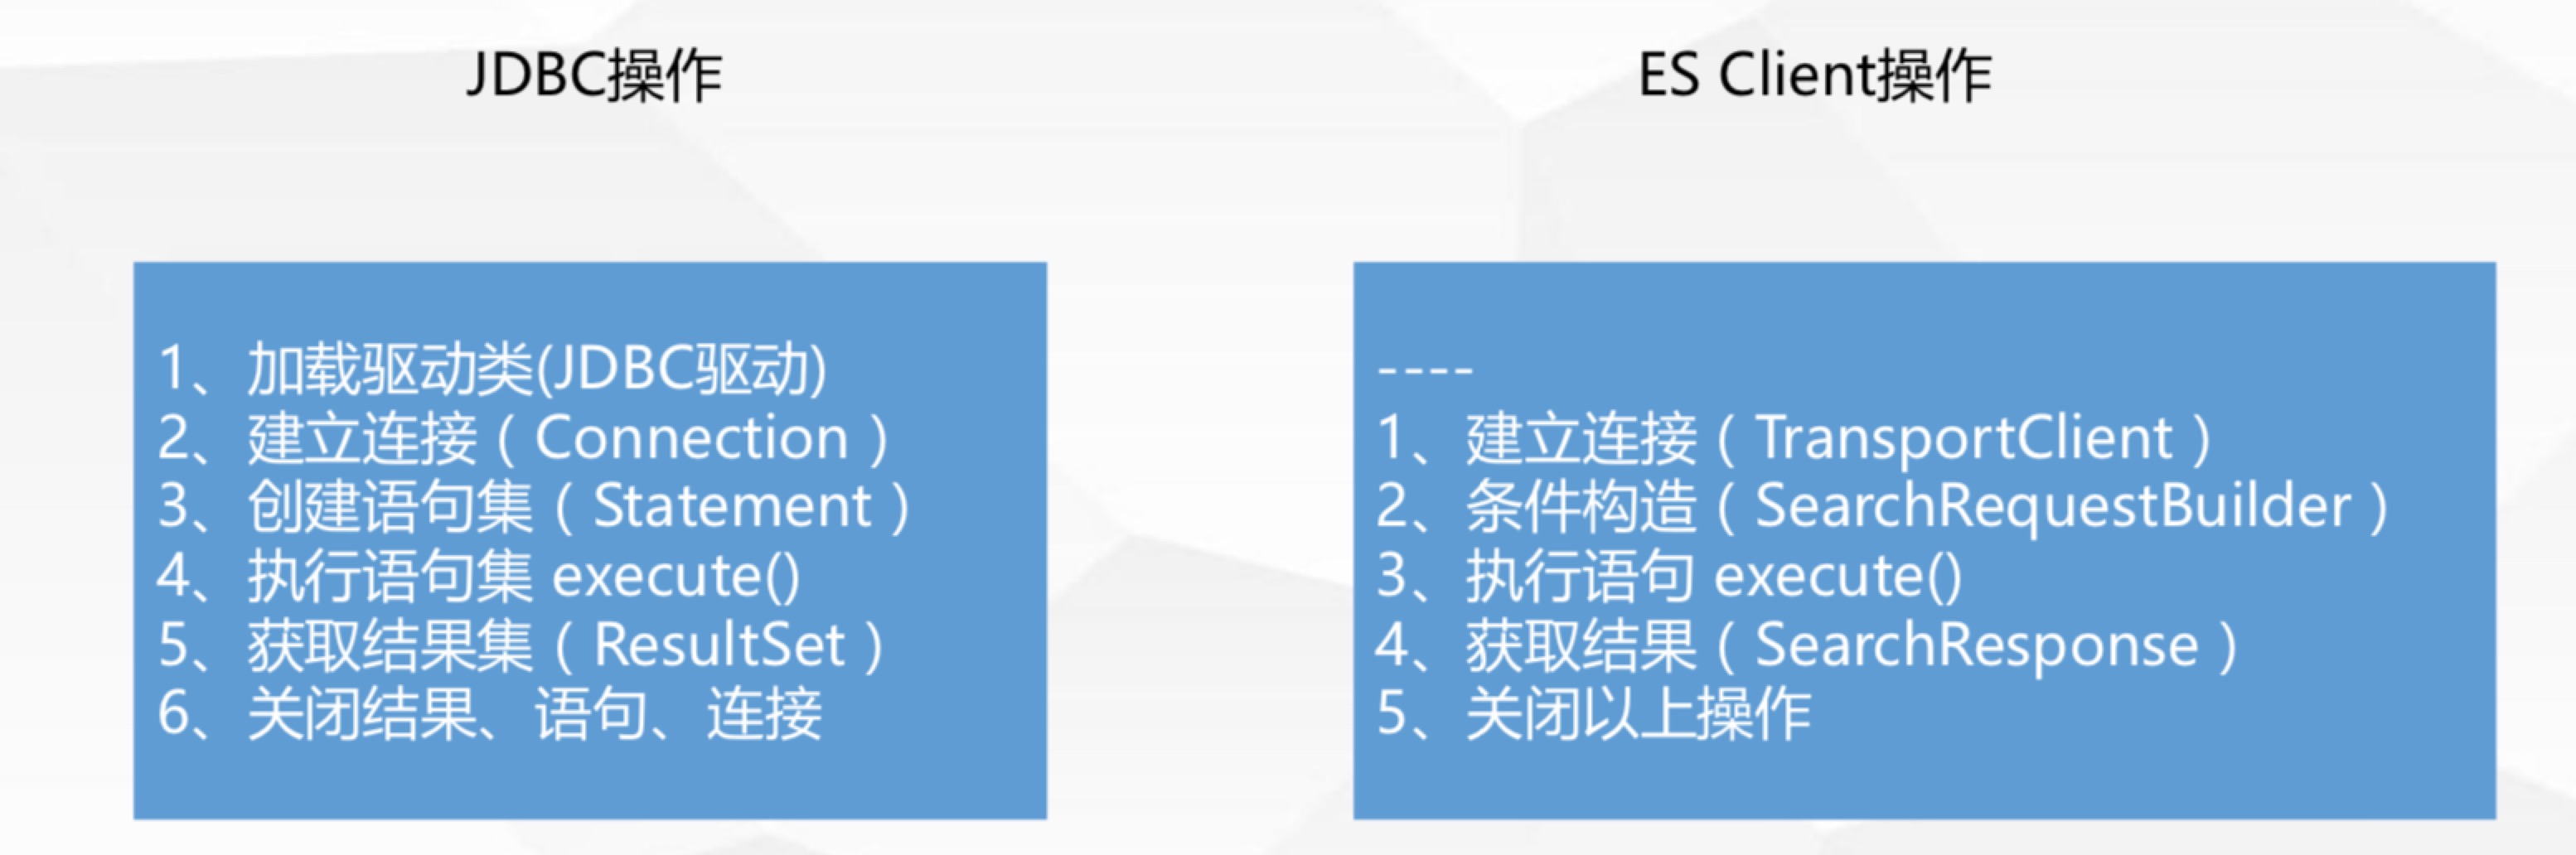 JDBC操作
1、加载驱动类(JDBC驱动)
2、建立连接（Connection）
3、创建语句集（Statement）
4、执行语句集 execute()
5、获取结果集（ResultSet）
6、关闭结果、语句、连接
ES Client操作
----
1、建立连接（TransportClient）
2、条件构造（SearchRequestBuilder）
3、执行语句 execute()
4、获取结果（SearchResponse）
5、关闭以上操作